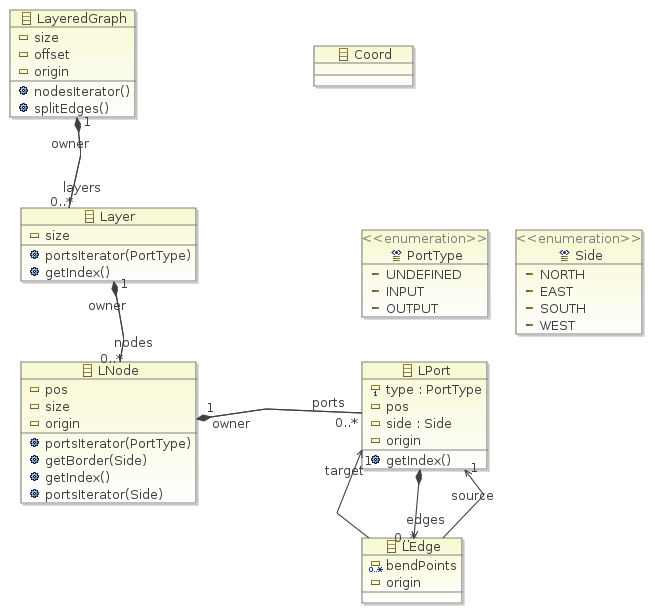 LayeredGraph
size
offset
origin
nodesIterator()
splitEdges()
Coord
1
owner
layers
0..*
Layer
size
portsIterator(PortType)
getIndex()
<<enumeration>>
PortType
UNDEFINED
INPUT
OUTPUT
<<enumeration>>
Side
NORTH
EAST
SOUTH
WEST
1
owner
nodes
0..*
LNode
pos
size
origin
portsIterator(PortType)
getBorder(Side)
getIndex()
portsIterator(Side)
1
owner
ports
0..*
LPort
1
type : PortType
pos
side : Side
origin
getIndex()
target
1
1
source
edges
0..*
LEdge
0..*
bendPoints
origin